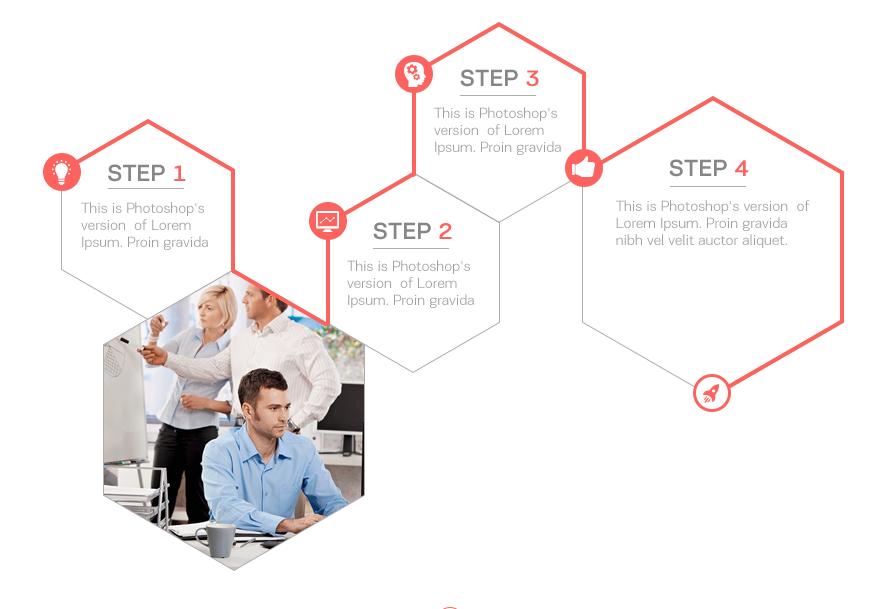 STEP 1
This is Photoshop's
version of Lorem
Ipsum. Proin gravida
STEP 2
This is Photoshop's
version of Lorem
Ipsum. Proin gravida
STEP 3
This is Photoshop's
version of Lorem
Ipsum. Proin gravida
STEP 4
This is Photoshop's version of
Lorem Ipsum. Proin gravida
nibh vel velit auctor aliquet.